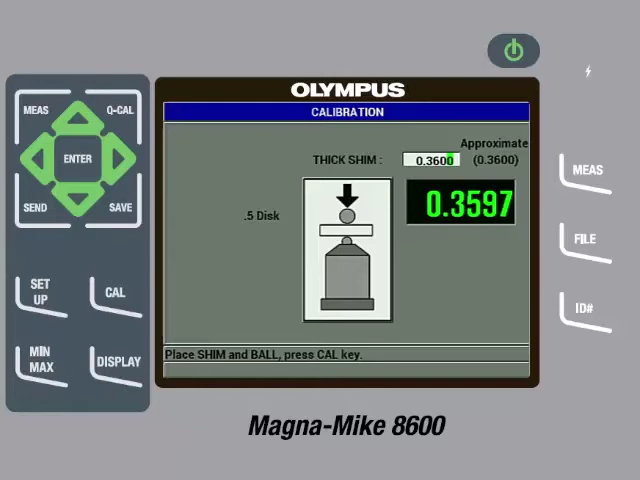 OLYMPUS
CALIBRATION
MEAS
Q-CAL
ENTER
SEND
SAVE
SET UP
CAL
MIN MAX
DISPLAY
Approximate
THICK SHIM : 0.3600 (0.3600)
.5 Disk
0.3597
Place SHIM and BALL, press CAL key.
MEAS
FILE
ID#
Magna-Mike 8600